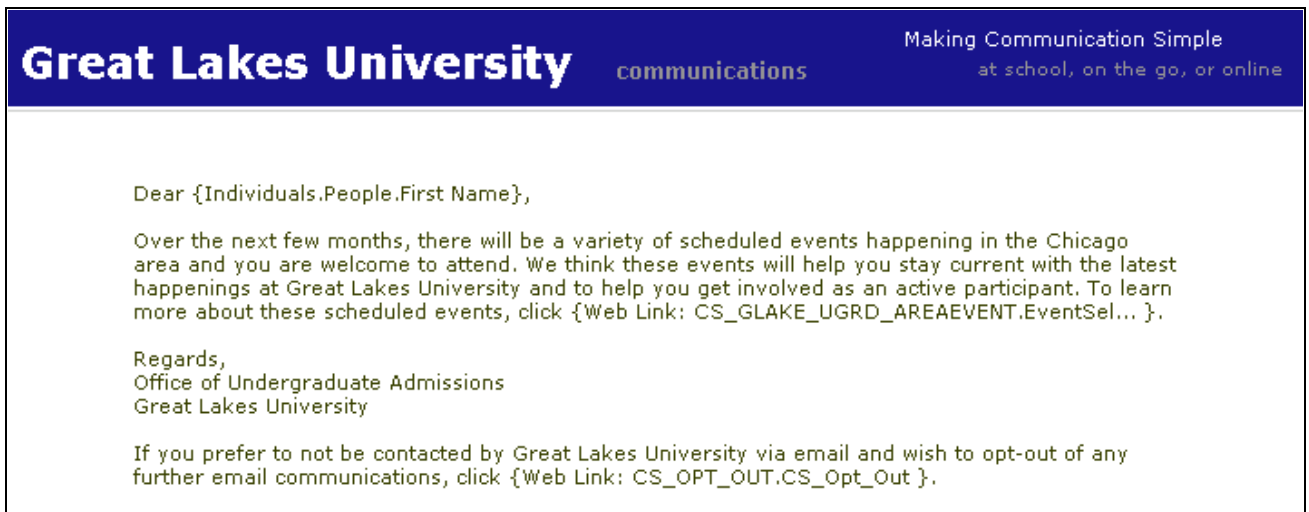 Great Lakes University communications Making Communication Simple
at school, on the go, or online
Dear {Individuals.People.First Name},
Over the next few months, there will be a variety of scheduled events happening in the Chicago
area and you are welcome to attend. We think these events will help you stay current with the latest
happenings at Great Lakes University and to help you get involved as an active participant. To learn
more about these scheduled events, click {Web Link: CS_GLAKE_UGRD_AREAEVENT.EventSel... }.
Regards,
Office of Undergraduate Admissions
Great Lakes University
If you prefer to not be contacted by Great Lakes University via email and wish to opt-out of any
further email communications, click {Web Link: CS_OPT_OUT.CS_Opt_Out }.